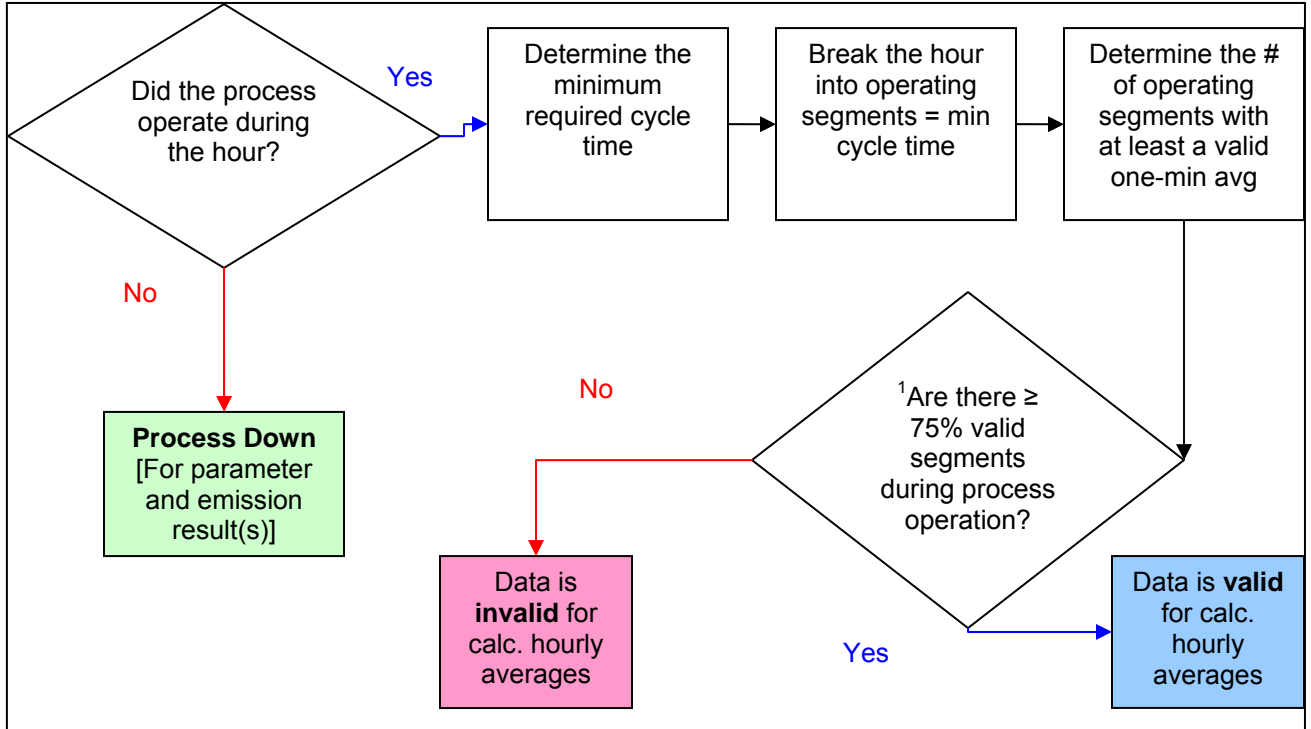 Did the process
operate during
the hour?
Yes
Determine the
minimum
required cycle
time
Break the hour
into operating
segments = min
cycle time
Determine the #
of operating
segments with
at least a valid
one-min avg
No
Process Down
[For parameter
and emission
result(s)]
¹Are there ≥
75% valid
segments
during process
operation?
No
Data is
invalid for
calc. hourly
averages
Yes
Data is valid
for calc.
hourly
averages